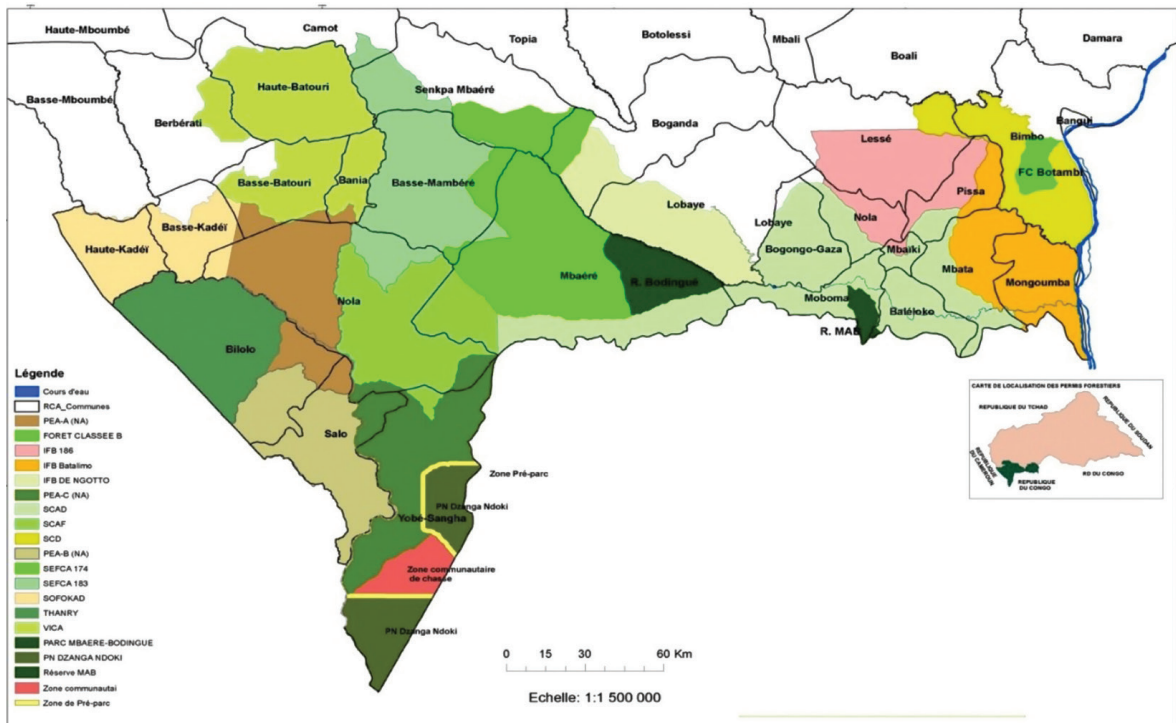 Haute-Mboumbé
Carnot
Topia
Botolessi
Mbali
Damara
Boali
Basse-Mboumbé
Haute-Batouri
Senkpa Mbaéré
Berbérati
Boganda
Bangui
Lessé
Bimbo
Basse-Batouri
Bania
Basse-Mambéré
FC Botambi
Pissa
Haute-Kadéï
Basse-Kadéï
Lobaye
Lobaye
Nola
Bogongo-Gaza
Mbaïki
Mbata
Mbaéré
R. Bodingué
Mongoumba
Nola
Moboma
Baléloko
R. MAB
Bilolo
Salo
Zone Pré-parc
PN Dzanga Ndoki
Yobé-Sangha
Zone communautaire
de chasse
PN Dzanga Ndoki
Légende
Cours d'eau
RCA_Communes
PEA-A (NA)
FORET CLASSEE B
IFB 186
IFB Batalimo
IFB DE NGOTTO
PEA-C (NA)
SCAD
SCAF
SCD
PEA-B (NA)
SEFCA 174
SEFCA 183
SOFOKAD
THANRY
VICA
PARC MBAERE-BODINGUE
PN DZANGA NDOKI
Réserve MAB
Zone communautai
Zone de Pré-parc
0 15 30 60 Km
Echelle: 1:1 500 000
CARTE DE LOCALISATION DES PERMIS FORESTIERS
REPUBLIQUE DU TCHAD
REPUBLIQUE DU SOUDAN
REPUBLIQUE
DU CAMEROUN
RD DU CONGO
REPUBLIQUE
DU CONGO